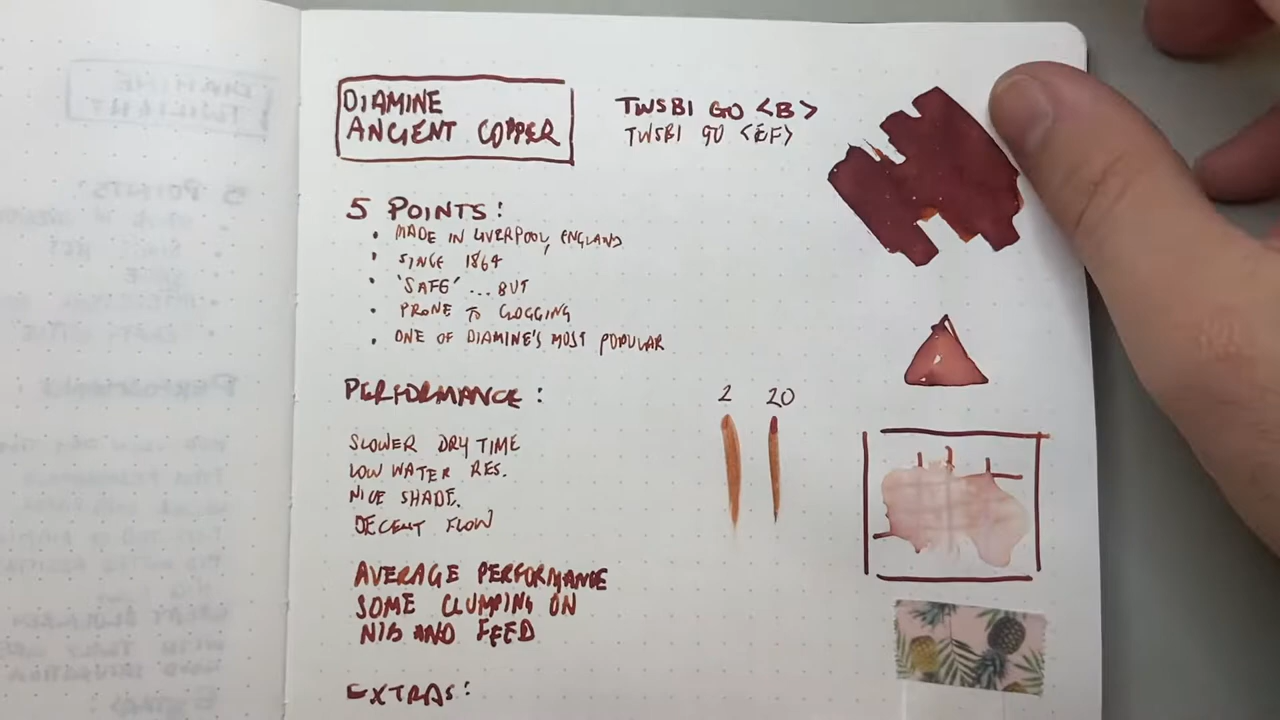 DIAMINE
ANCIENT COPPER
TWSBI GO <B>
TWSBI GO <EF>
5 POINTS:
• MADE IN LIVERPOOL, ENGLAND
• SINCE 1864
• 'SAFE' ... BUT
• PRONE TO CLOGGING
• ONE OF DIAMINE'S MOST POPULAR
PERFORMANCE:
2 20
SLOWER DRY TIME
LOW WATER RES.
NICE SHADE.
DECENT FLOW
AVERAGE PERFORMANCE
SOME CLUMPING ON
NIB AND FEED
EXTRAS: